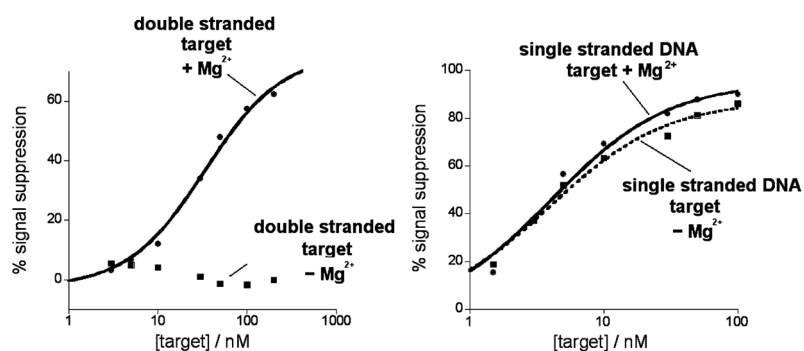 double stranded
target
+ Mg²⁺
% signal suppression
60
40
20
0
double stranded
target
– Mg²⁺
1
10
100
1000
[target] / nM
single stranded DNA
target + Mg²⁺
% signal suppression
100
80
60
40
20
0
single stranded DNA
target
– Mg²⁺
1
10
100
[target] / nM